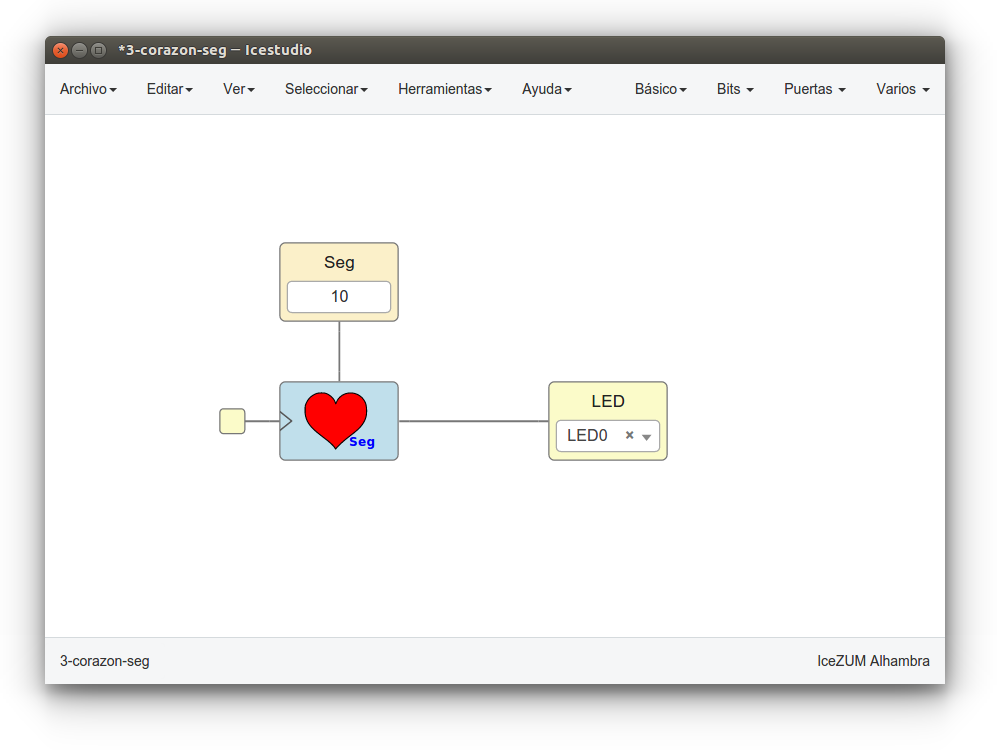 *3-corazon-seg — Icestudio
Archivo Editar Ver Seleccionar Herramientas Ayuda Básico Bits Puertas Varios
Seg
10
Seg
LED
LED0
3-corazon-seg IceZUM Alhambra